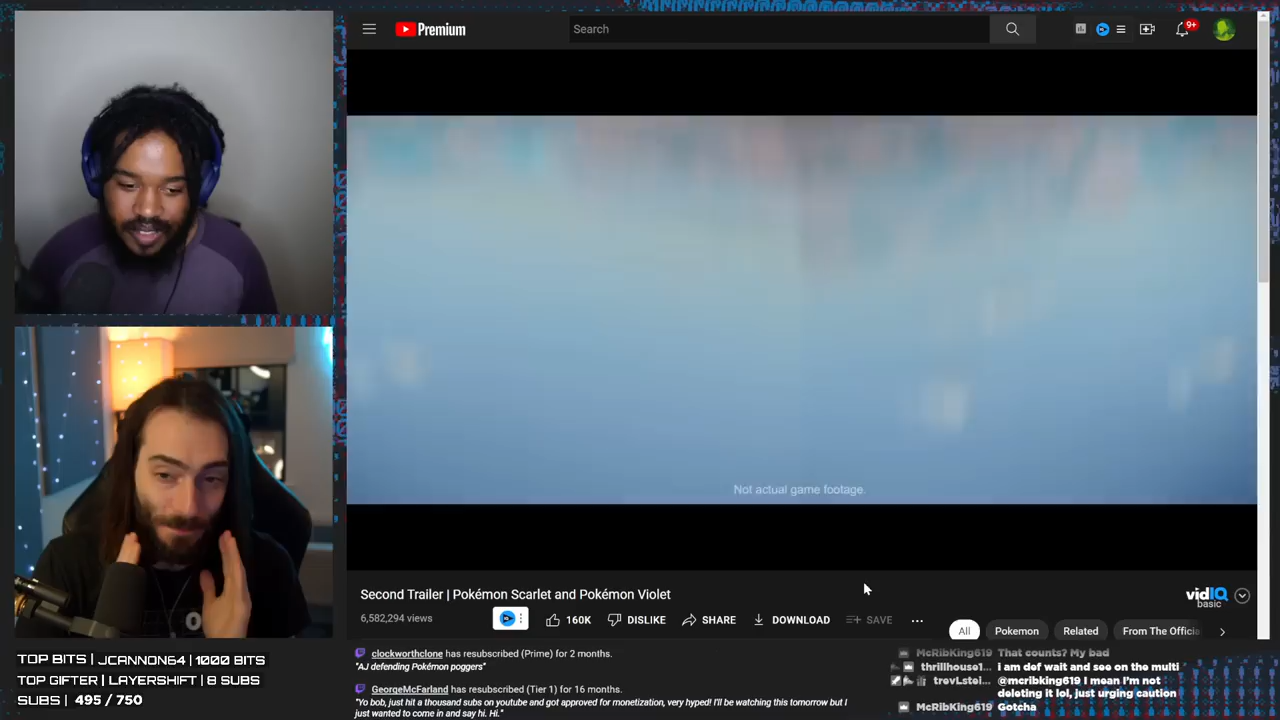 Premium
Search
9+
Not actual game footage.
Second Trailer | Pokémon Scarlet and Pokémon Violet
6,582,294 views
160K
DISLIKE
SHARE
DOWNLOAD
SAVE
vidIQ
basic
All
Pokemon
Related
From The Officia
TOP BITS | JCANNON64 | 1000 BITS
TOP GIFTER | LAYERSHIFT | 8 SUBS
SUBS | 495 / 750
clockworthclone has resubscribed (Prime) for 2 months.
"AJ defending Pokémon poggers"
GeorgeMcFarland has resubscribed (Tier 1) for 16 months.
"Yo bob, just hit a thousand subs on youtube and got approved for monetization, very hyped! I'll be watching this tomorrow but I
just wanted to come in and say hi. Hi."
McRibKing619 That counts? My bad
thrillhouse1... i am def wait and see on the multi
trevLstei... @mcribking619 I mean I'm not
deleting it lol, just urging caution
McRibKing619 Gotcha